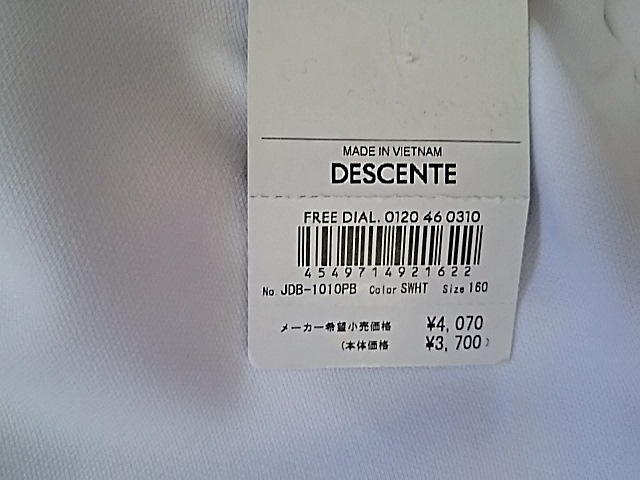 MADE IN VIETNAM
DESCENTE
FREE DIAL. 0120 46 0310
4549714921622
No. JDB-1010PB Color SWHT Size 160
メーカー希望小売価格 ¥4,070
(本体価格 ¥3,700)